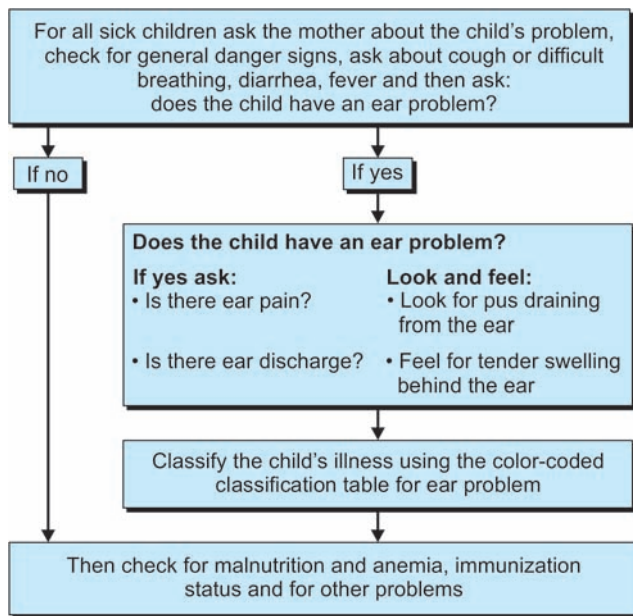 For all sick children ask the mother about the child's problem,
check for general danger signs, ask about cough or difficult
breathing, diarrhea, fever and then ask:
does the child have an ear problem?
If no
If yes
Does the child have an ear problem?
If yes ask:
• Is there ear pain?
• Is there ear discharge?
Look and feel:
• Look for pus draining
from the ear
• Feel for tender swelling
behind the ear
Classify the child's illness using the color-coded
classification table for ear problem
Then check for malnutrition and anemia, immunization
status and for other problems